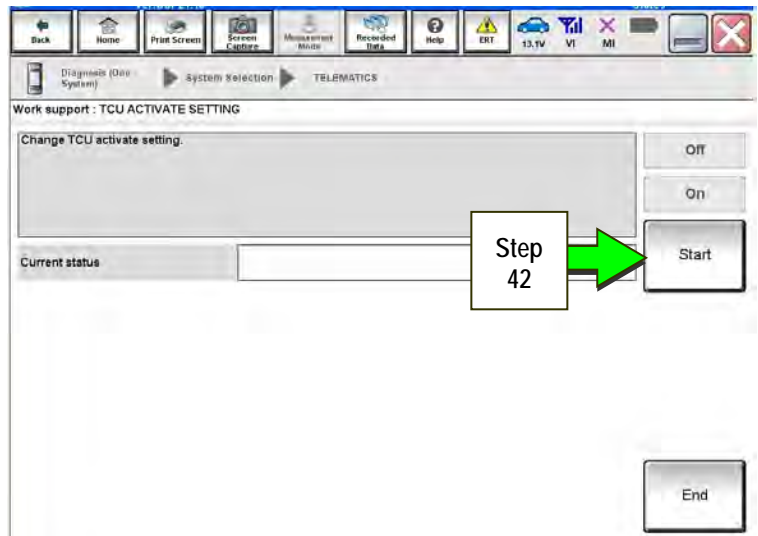 Back
Home
Print Screen
Screen Capture
Measurement Mode
Recorded Data
Help
ERT
13.1V
VI
MI
Diagnosis (One System)
System Selection
TELEMATICS
Work support : TCU ACTIVATE SETTING
Change TCU activate setting.
Off
On
Step
42
Start
Current status
End